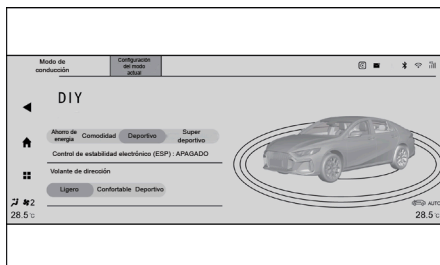 Modo de
conducción
Configuración
del modo
actual
DIY
Ahorro de
energía
Comodidad
Deportivo
Super
deportivo
Control de estabilidad electrónico (ESP) : APAGADO
Volante de dirección
Ligero
Confortable
Deportivo
2
28.5 °C
AUTO
28.5 °C